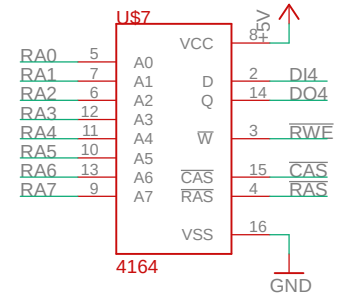 U$7
+5V
VCC 8
RA0 5 A0
RA1 7 A1 D 2 DI4
RA2 6 A2 Q 14 DO4
RA3 12 A3
RA4 11 A4 W 3 RWE
RA5 10 A5
RA6 13 A6 CAS 15 CAS
RA7 9 A7 RAS 4 RAS
VSS 16
4164
GND